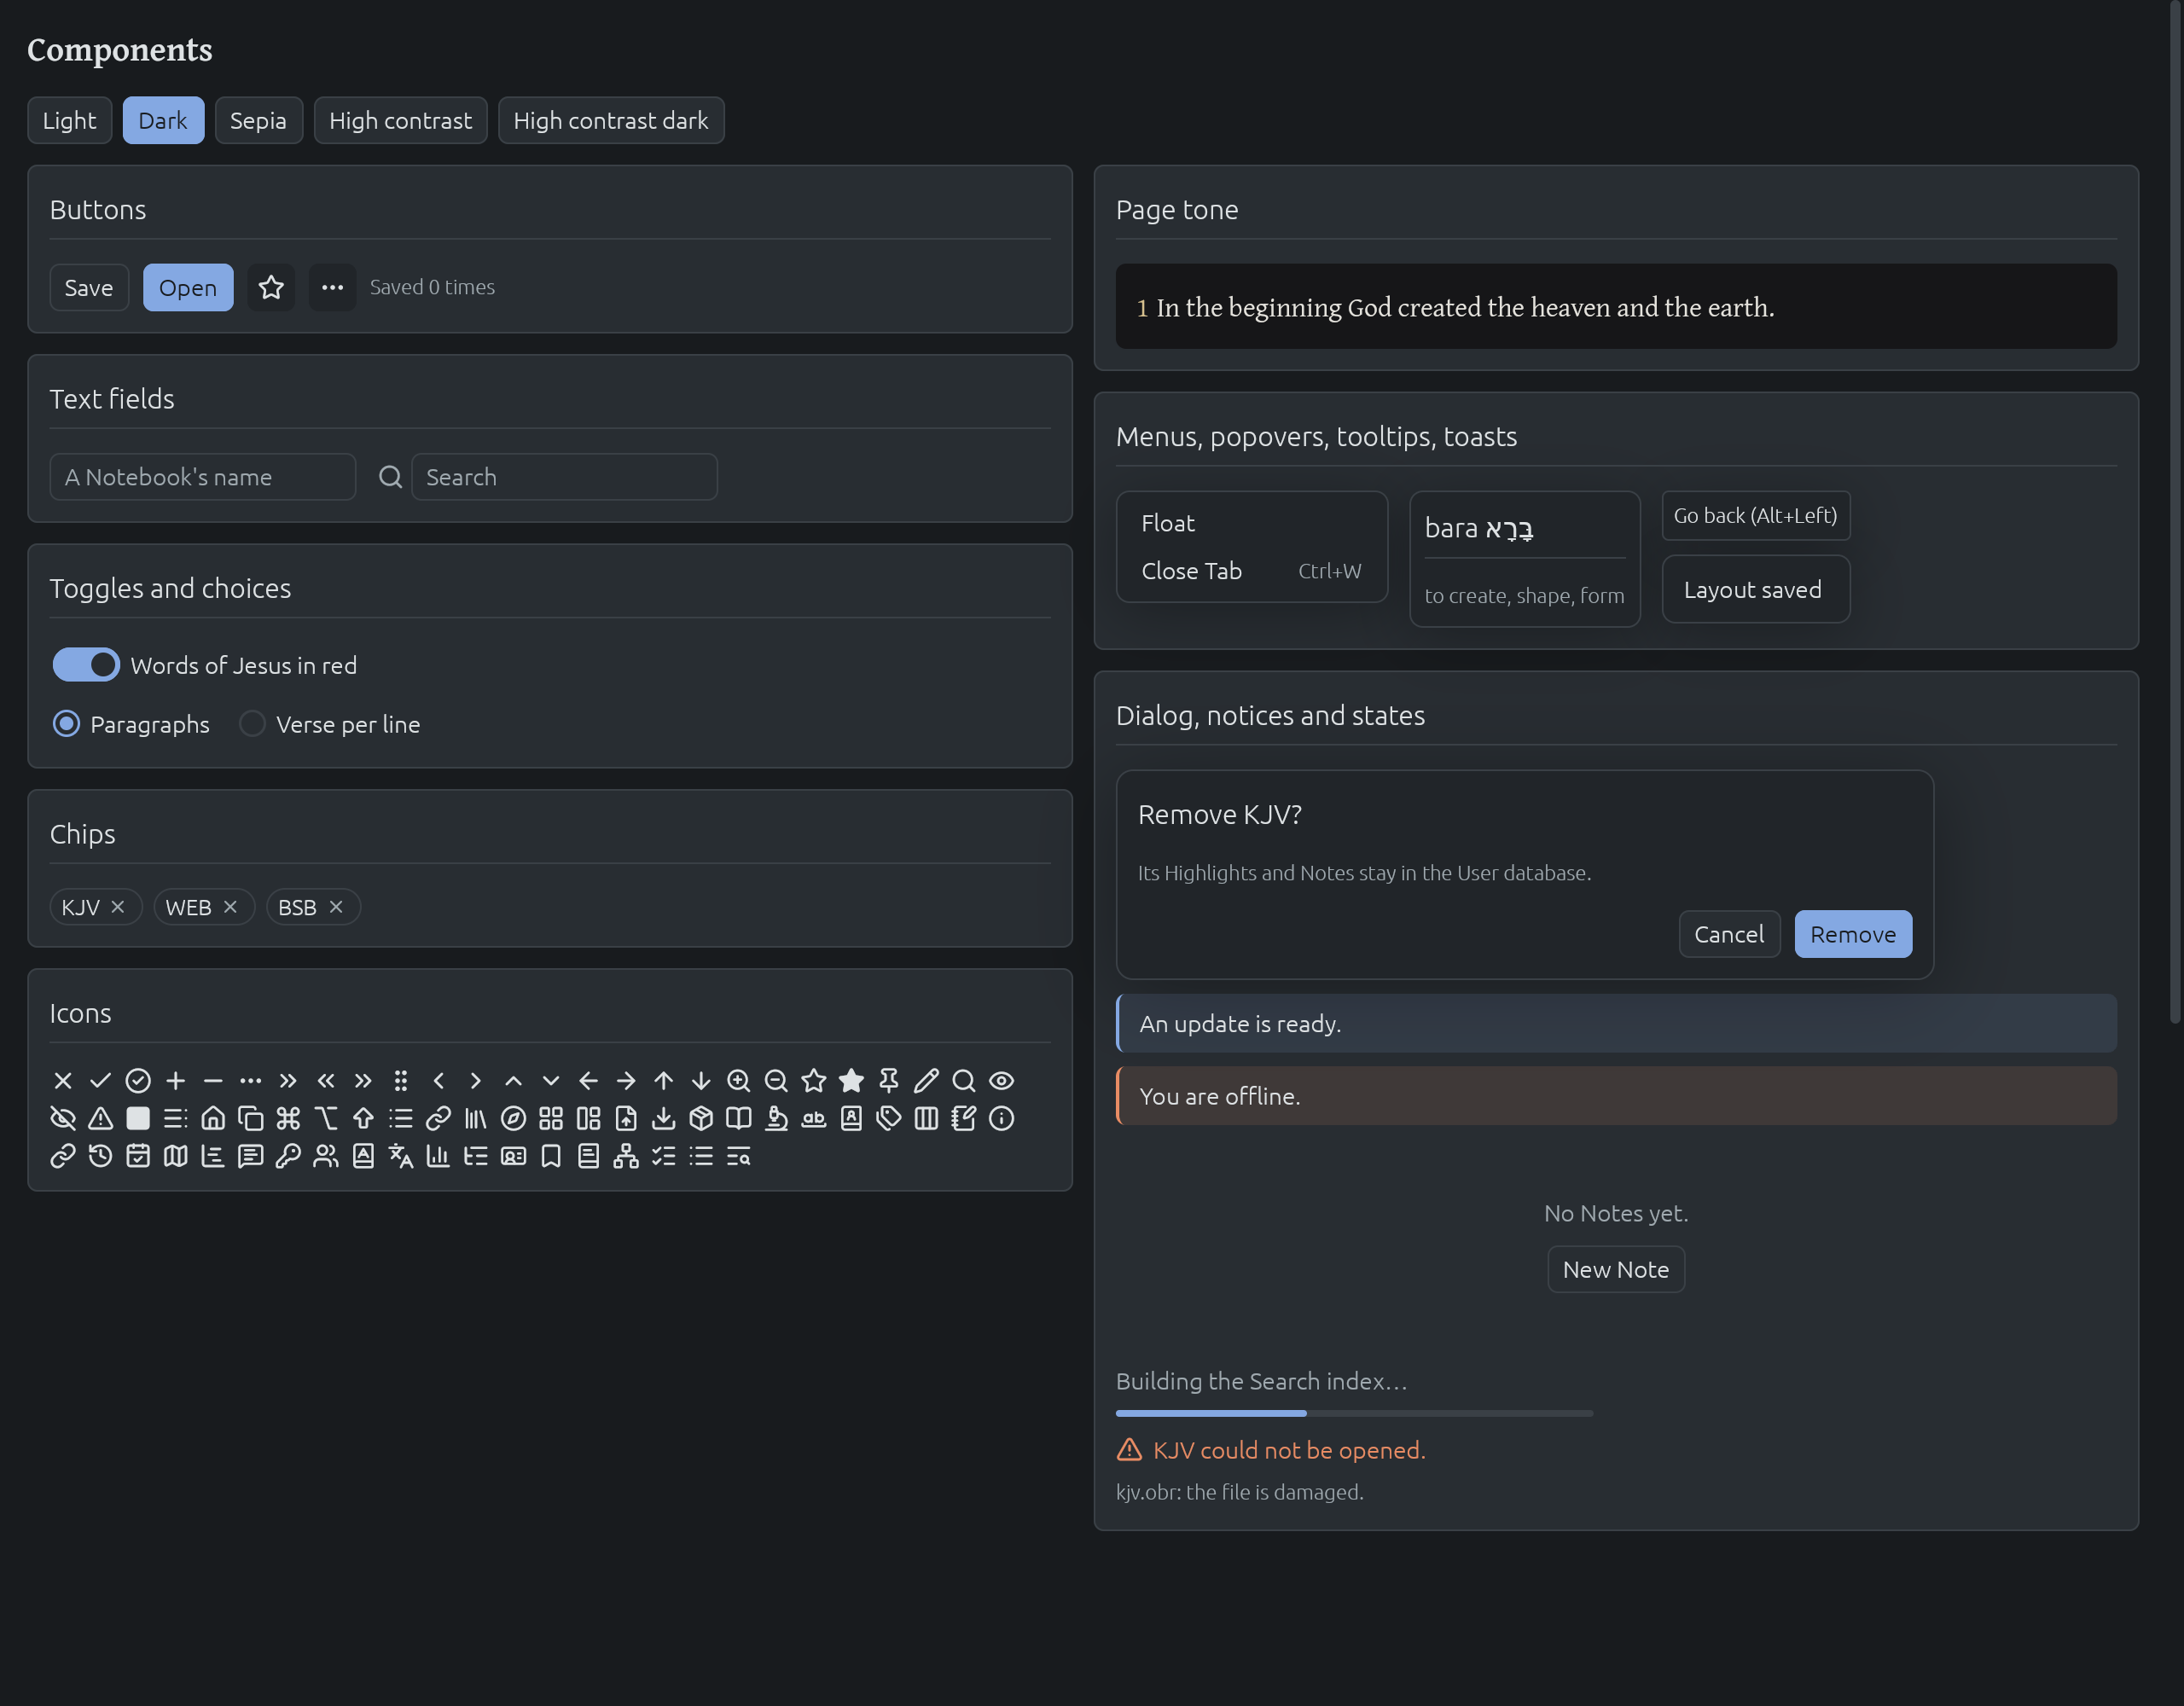 Components
Light Dark Sepia High contrast High contrast dark
Buttons
Save Open Saved 0 times
Text fields
A Notebook's name Search
Toggles and choices
Words of Jesus in red
Paragraphs Verse per line
Chips
KJV WEB BSB
Icons
Page tone
1 In the beginning God created the heaven and the earth.
Menus, popovers, tooltips, toasts
Float
Close Tab Ctrl+W
bara בָּרָא
to create, shape, form
Go back (Alt+Left)
Layout saved
Dialog, notices and states
Remove KJV?
Its Highlights and Notes stay in the User database.
Cancel Remove
An update is ready.
You are offline.
No Notes yet.
New Note
Building the Search index…
KJV could not be opened.
kjv.obr: the file is damaged.